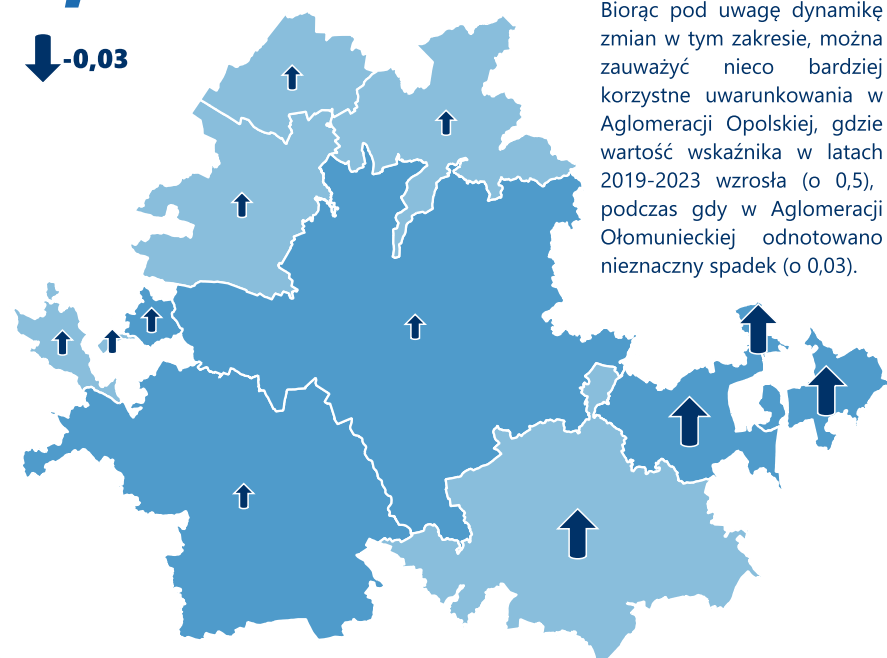 -0,03
Biorąc pod uwagę dynamikę
zmian w tym zakresie, można
zauważyć nieco bardziej
korzystne uwarunkowania w
Aglomeracji Opolskiej, gdzie
wartość wskaźnika w latach
2019-2023 wzrosła (o 0,5),
podczas gdy w Aglomeracji
Ołomunieckiej odnotowano
nieznaczny spadek (o 0,03).